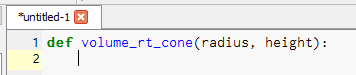 *untitled-1
1 def volume_rt_cone(radius, height):
2